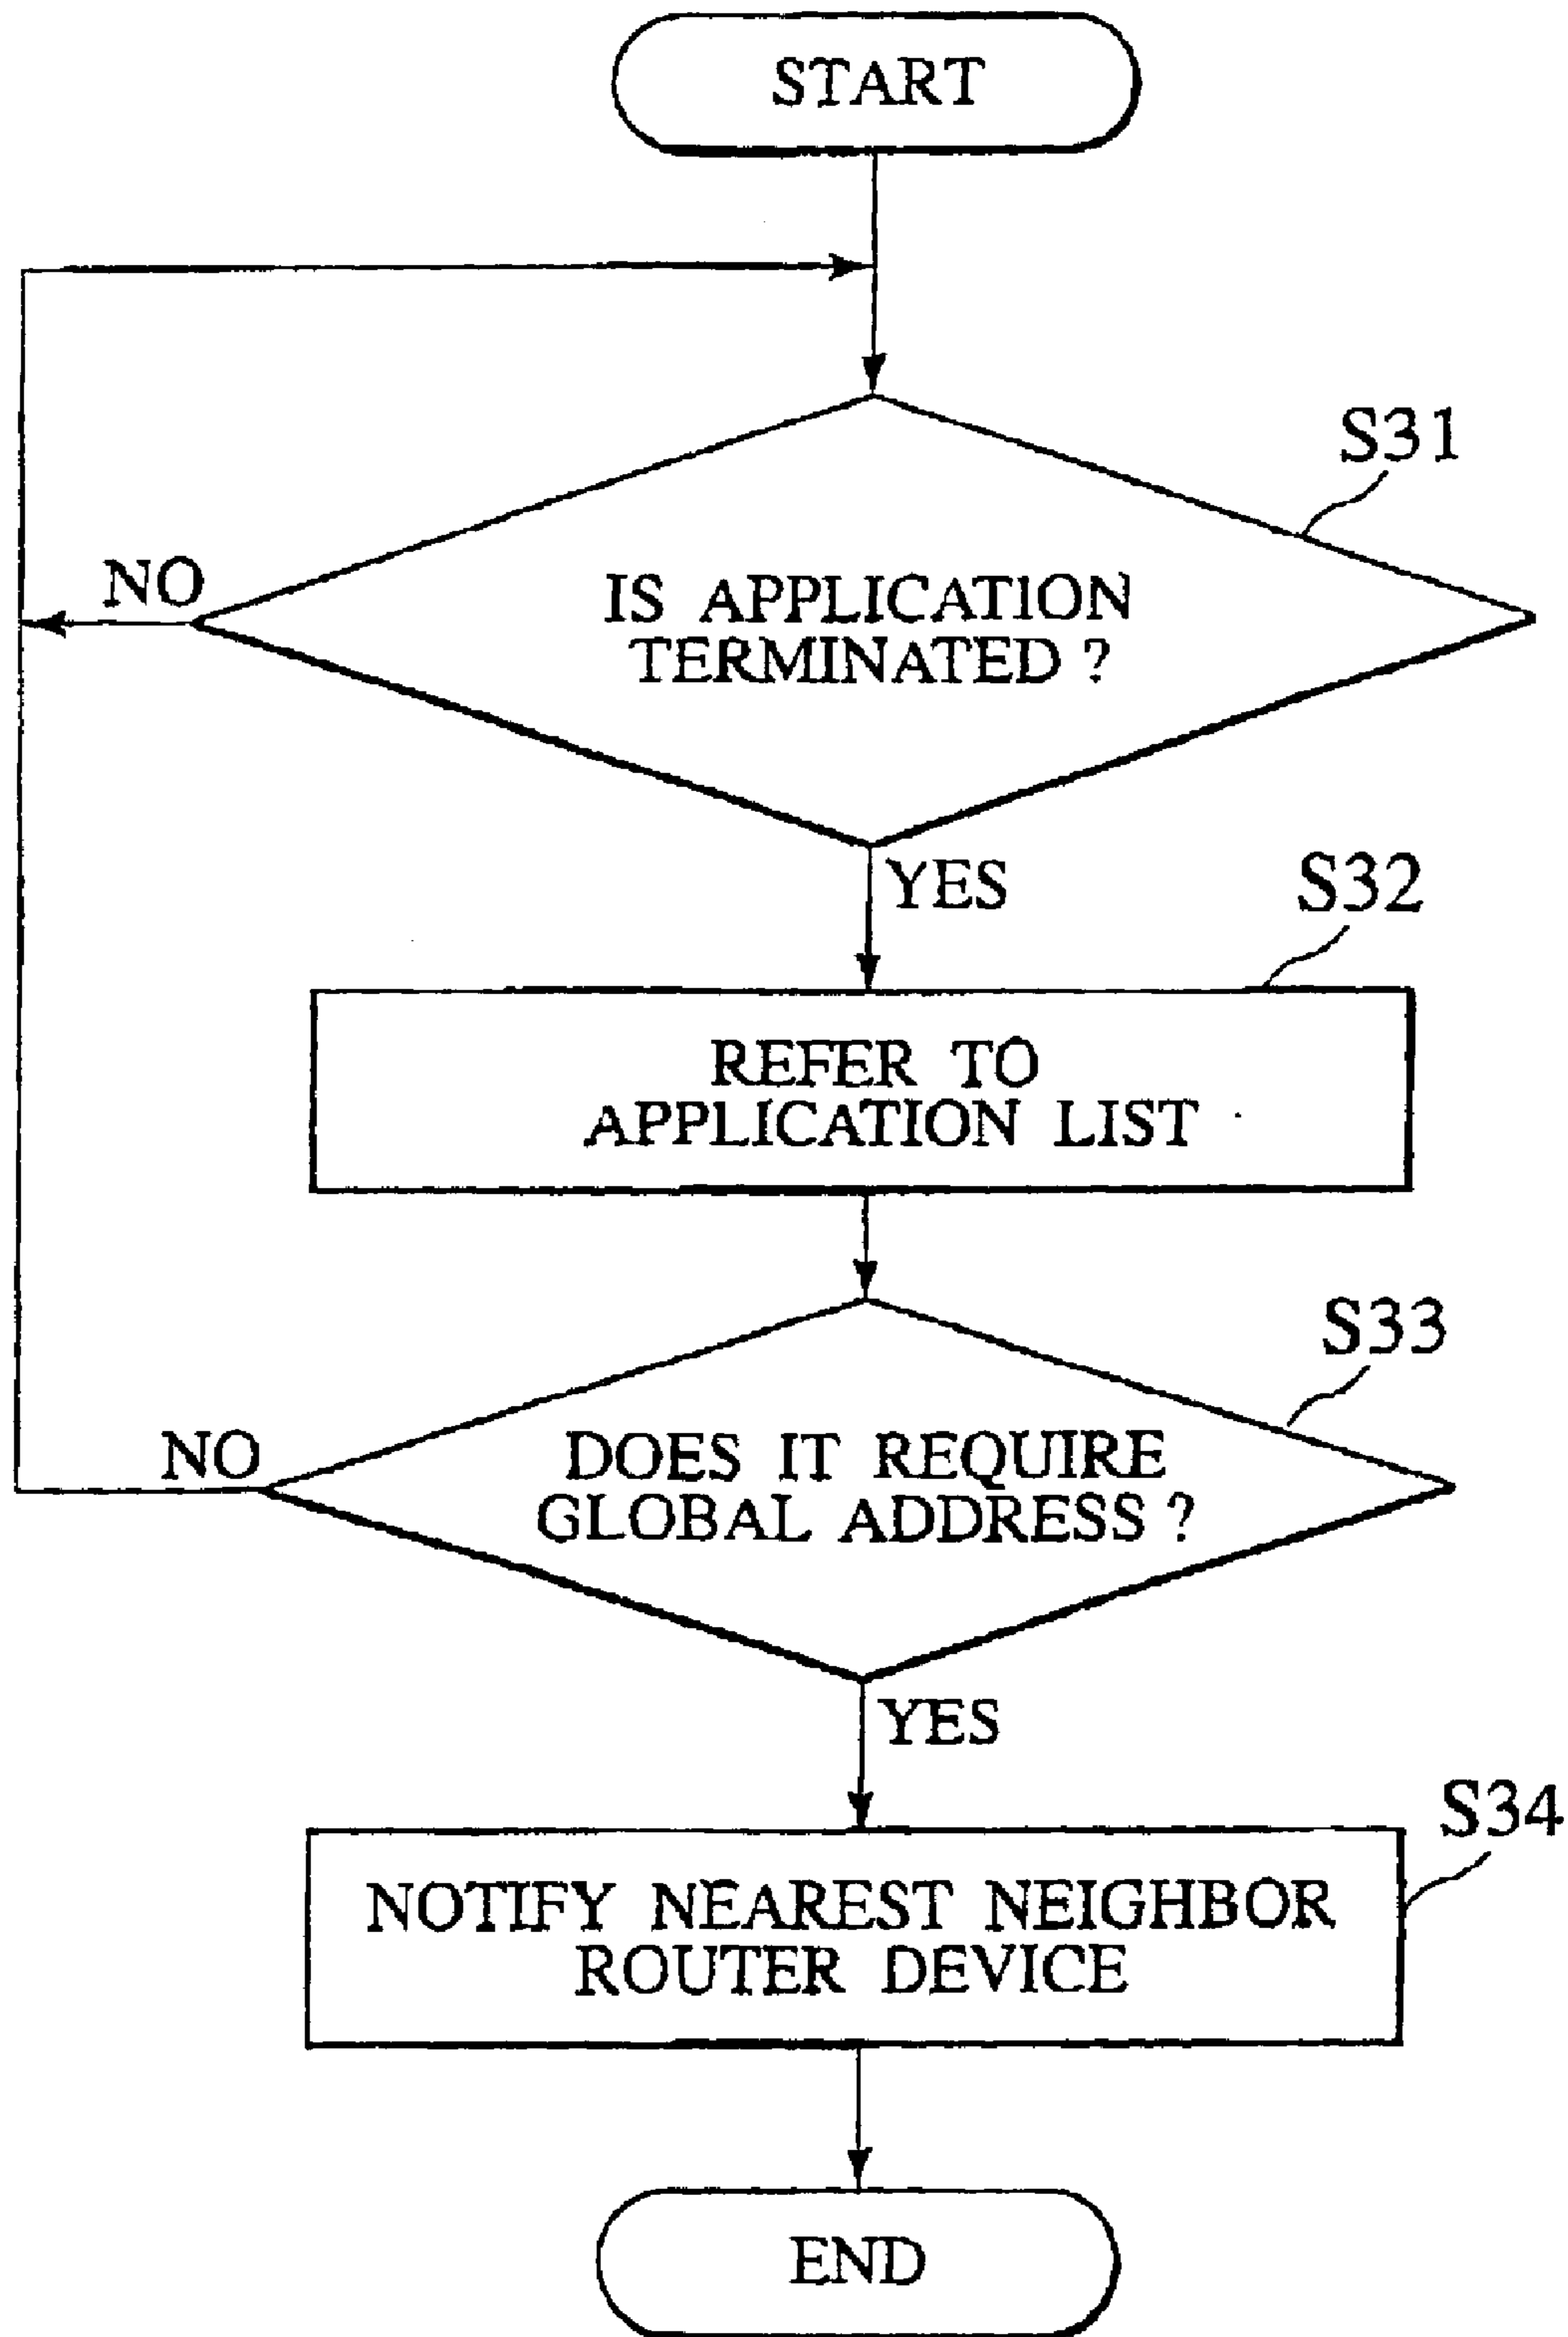 START
S31
NO
IS APPLICATION
TERMINATED ?
YES
S32
REFER TO
APPLICATION LIST
S33
NO
DOES IT REQUIRE
GLOBAL ADDRESS ?
YES
S34
NOTIFY NEAREST NEIGHBOR
ROUTER DEVICE
END